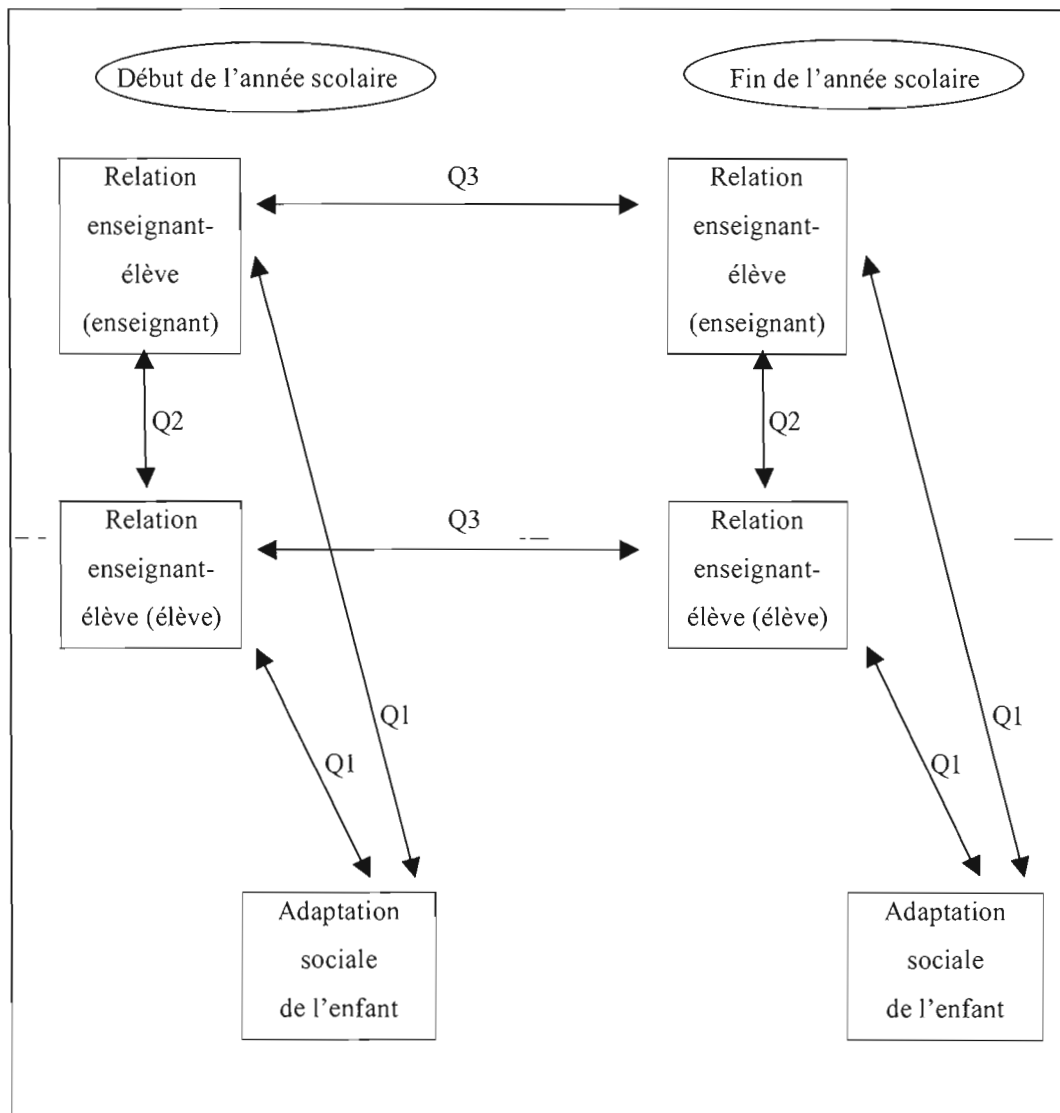 Début de l'année scolaire
Fin de l'année scolaire
Relation
enseignant-
élève
(enseignant)
Q3
Relation
enseignant-
élève
(enseignant)
Q2
Q2
Relation
enseignant-
élève (élève)
Q3
Relation
enseignant-
élève (élève)
Q1
Q1
Q1
Q1
Adaptation
sociale
de l'enfant
Adaptation
sociale
de l'enfant